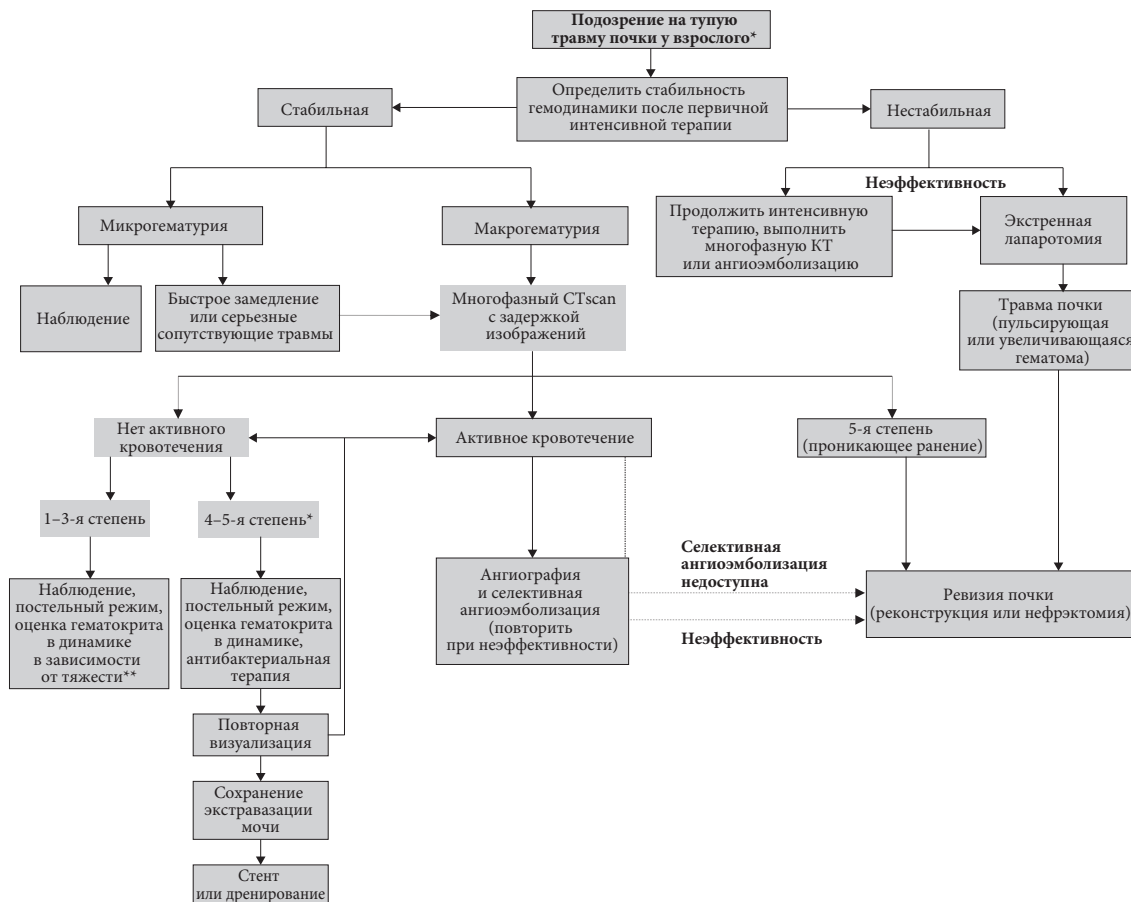 Подозрение на тупую
травму почки у взрослого*
Определить стабильность
гемодинамики после первичной
интенсивной терапии
Стабильная
Нестабильная
Неэффективность
Микрогематурия
Макрогематурия
Продолжить интенсивную
терапию, выполнить
многофазную КТ
или ангиоэмболизацию
Экстренная
лапаротомия
Наблюдение
Быстрое замедление
или серьезные
сопутствующие травмы
Многофазный CTscan
с задержкой
изображений
Травма почки
(пульсирующая
или увеличивающаяся
гематома)
Нет активного
кровотечения
Активное кровотечение
5-я степень
(проникающее ранение)
1–3-я степень
4–5-я степень*
Наблюдение,
постельный режим,
оценка гематокрита
в динамике
в зависимости
от тяжести**
Наблюдение,
постельный режим,
оценка гематокрита
в динамике,
антибактериальная
терапия
Ангиография
и селективная
ангиоэмболизация
(повторить
при неэффективности)
Селективная
ангиоэмболизация
недоступна
Неэффективность
Ревизия почки
(реконструкция или нефрэктомия)
Повторная
визуализация
Сохранение
экстравазации
мочи
Стент
или дренирование